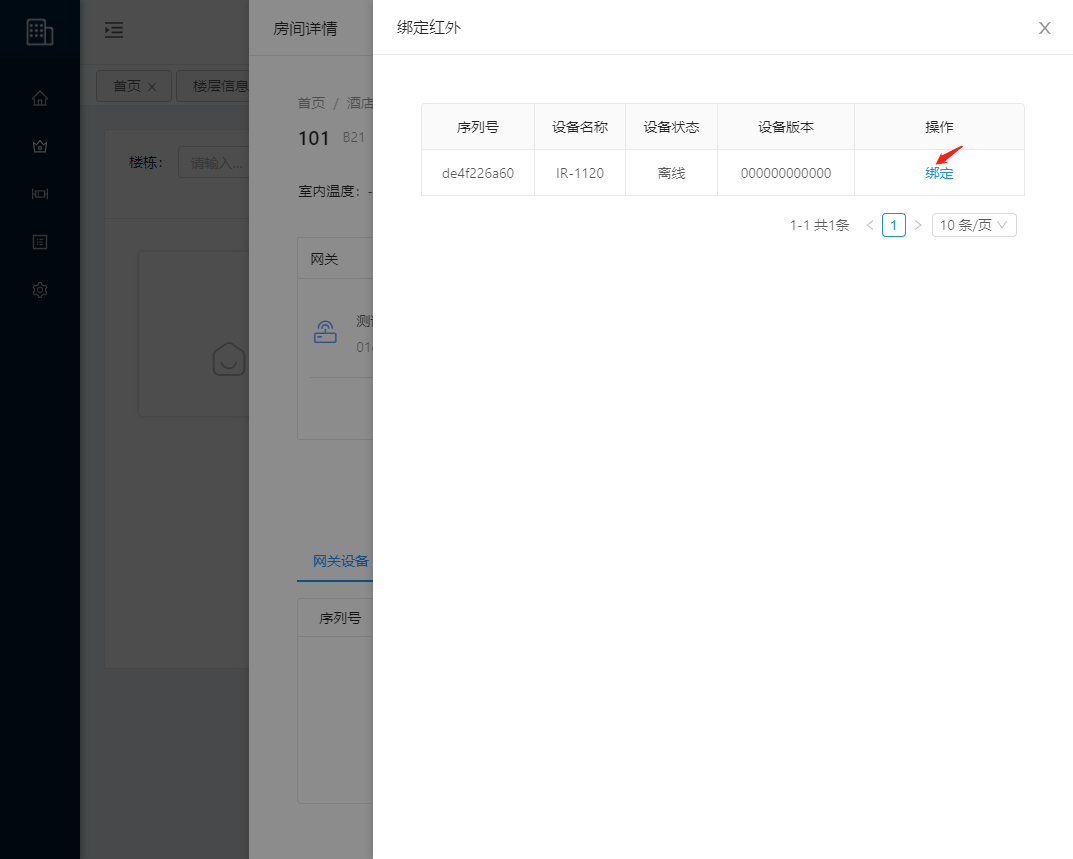 房间详情
绑定红外
首页
楼层信息
首页 / 酒店
101 B21
楼栋：
请输入...
室内温度：-
网关
网关设备
序列号
序列号 设备名称 设备状态 设备版本 操作
de4f226a60 IR-1120 离线 000000000000 绑定
1-1 共1条 1 10 条/页